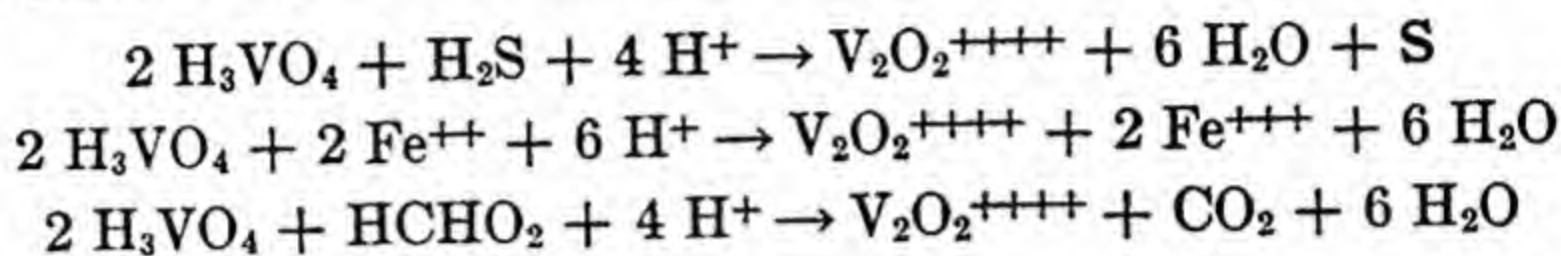 2 H₃VO₄ + H₂S + 4 H⁺ → V₂O₂⁺⁺⁺⁺ + 6 H₂O + S
2 H₃VO₄ + 2 Fe⁺⁺ + 6 H⁺ → V₂O₂⁺⁺⁺⁺ + 2 Fe⁺⁺⁺ + 6 H₂O
2 H₃VO₄ + HCHO₂ + 4 H⁺ → V₂O₂⁺⁺⁺⁺ + CO₂ + 6 H₂O